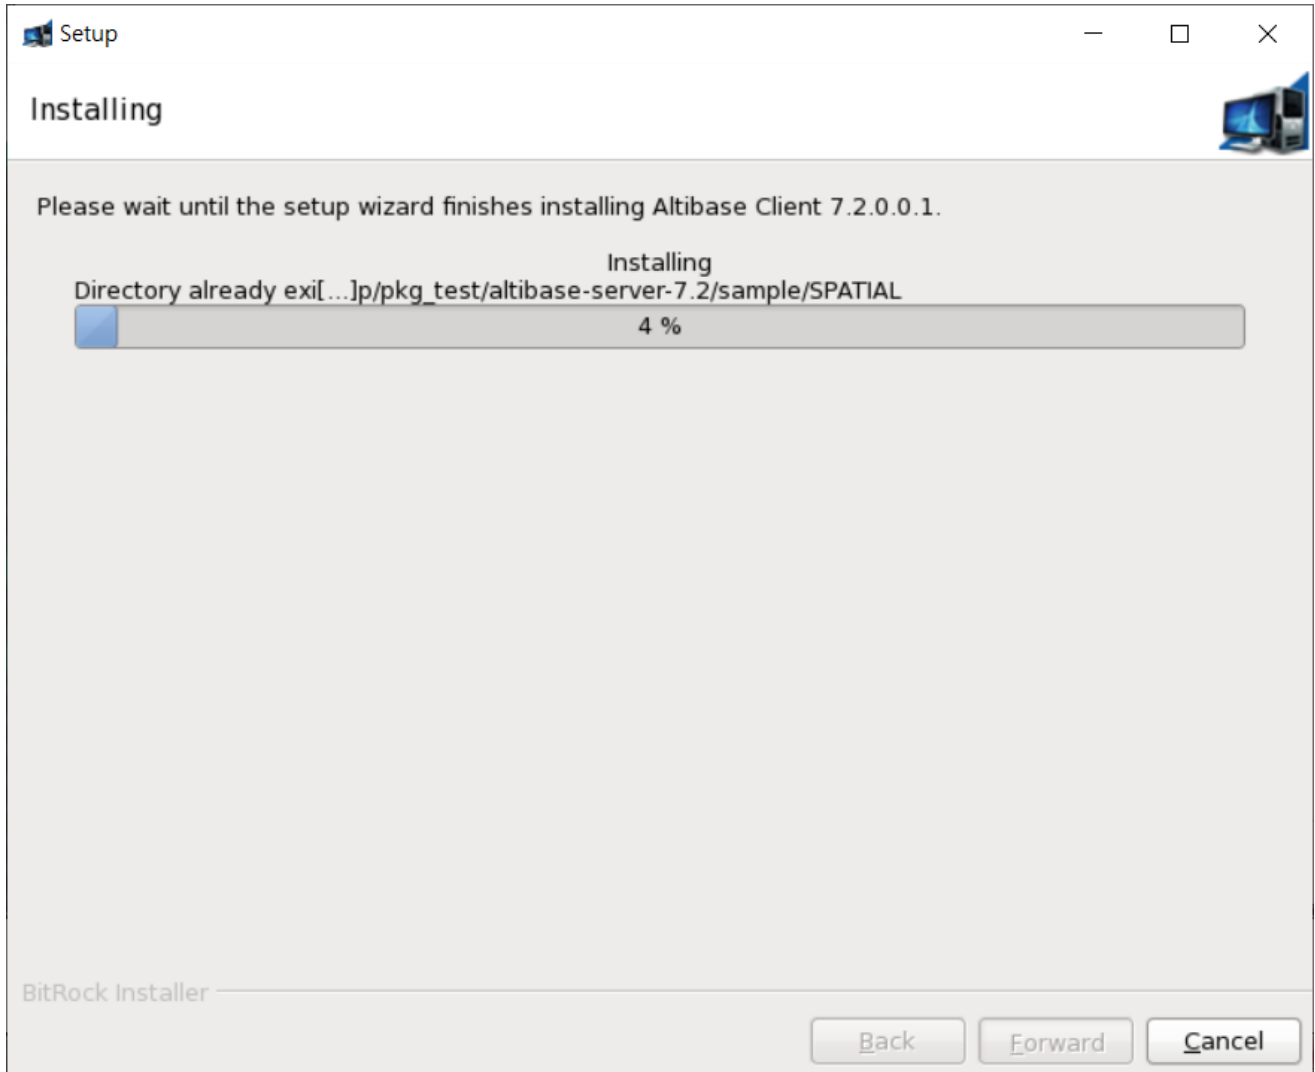 Setup
Installing
Please wait until the setup wizard finishes installing Altibase Client 7.2.0.0.1.
Installing
Directory already exi[...]p/pkg_test/altibase-server-7.2/sample/SPATIAL
4 %
BitRock Installer
Back
Forward
Cancel